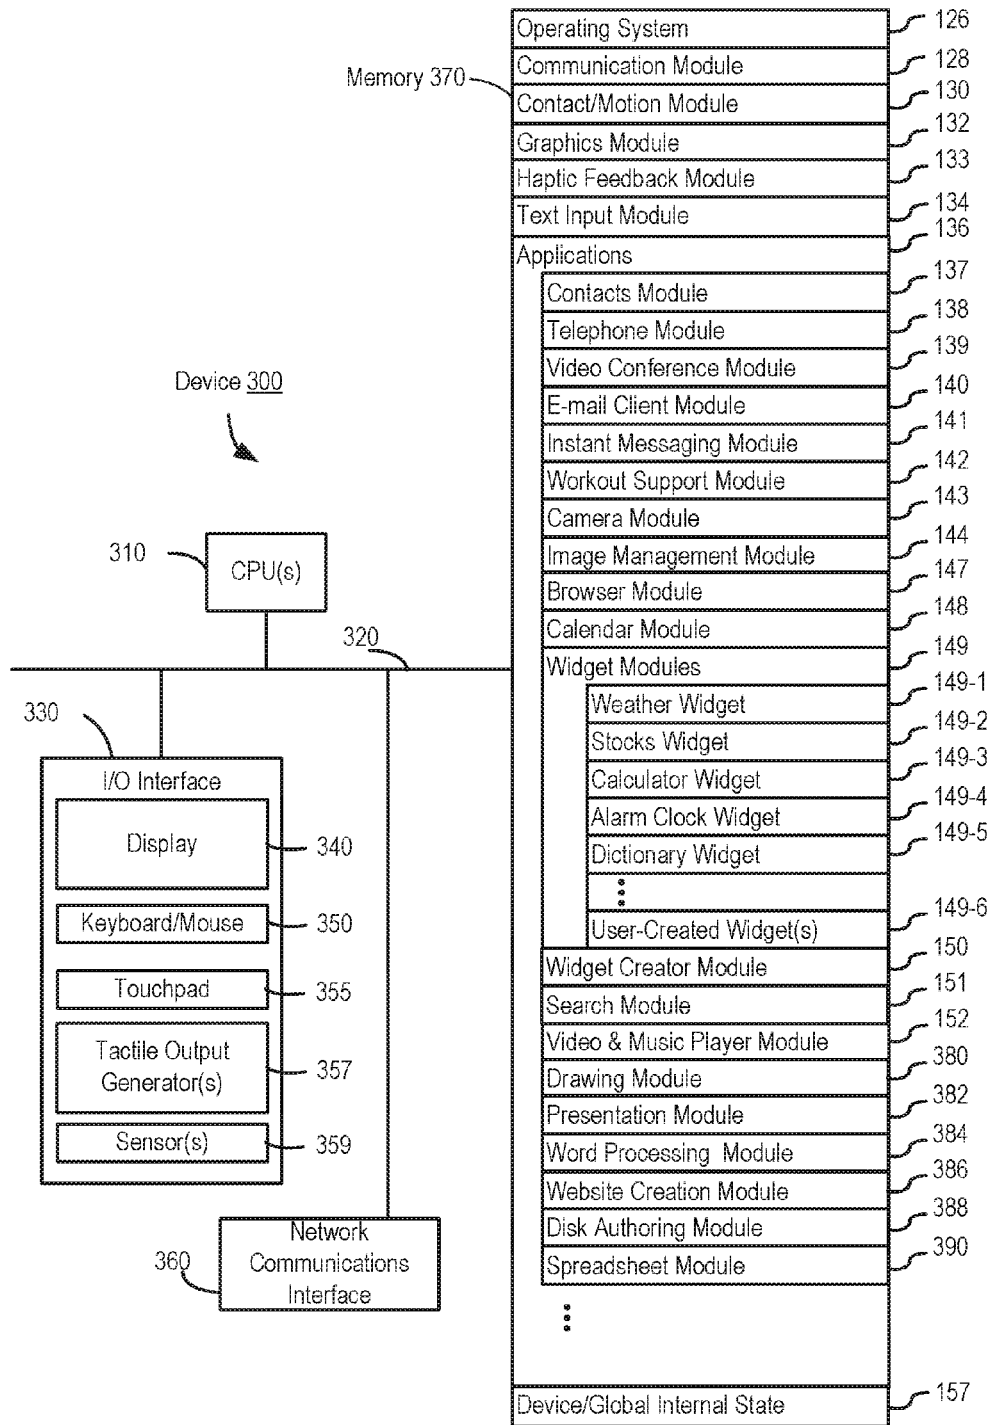 Device 300
310
CPU(s)
320
330
I/O Interface
Display
340
Keyboard/Mouse
350
Touchpad
355
Tactile Output
Generator(s)
357
Sensor(s)
359
360
Network
Communications
Interface
Memory 370
Operating System
126
Communication Module
128
Contact/Motion Module
130
Graphics Module
132
Haptic Feedback Module
133
Text Input Module
134
Applications
136
Contacts Module
137
Telephone Module
138
Video Conference Module
139
E-mail Client Module
140
Instant Messaging Module
141
Workout Support Module
142
Camera Module
143
Image Management Module
144
Browser Module
147
Calendar Module
148
Widget Modules
149
Weather Widget
149-1
Stocks Widget
149-2
Calculator Widget
149-3
Alarm Clock Widget
149-4
Dictionary Widget
149-5
User-Created Widget(s)
149-6
Widget Creator Module
150
Search Module
151
Video & Music Player Module
152
Drawing Module
380
Presentation Module
382
Word Processing Module
384
Website Creation Module
386
Disk Authoring Module
388
Spreadsheet Module
390
Device/Global Internal State
157